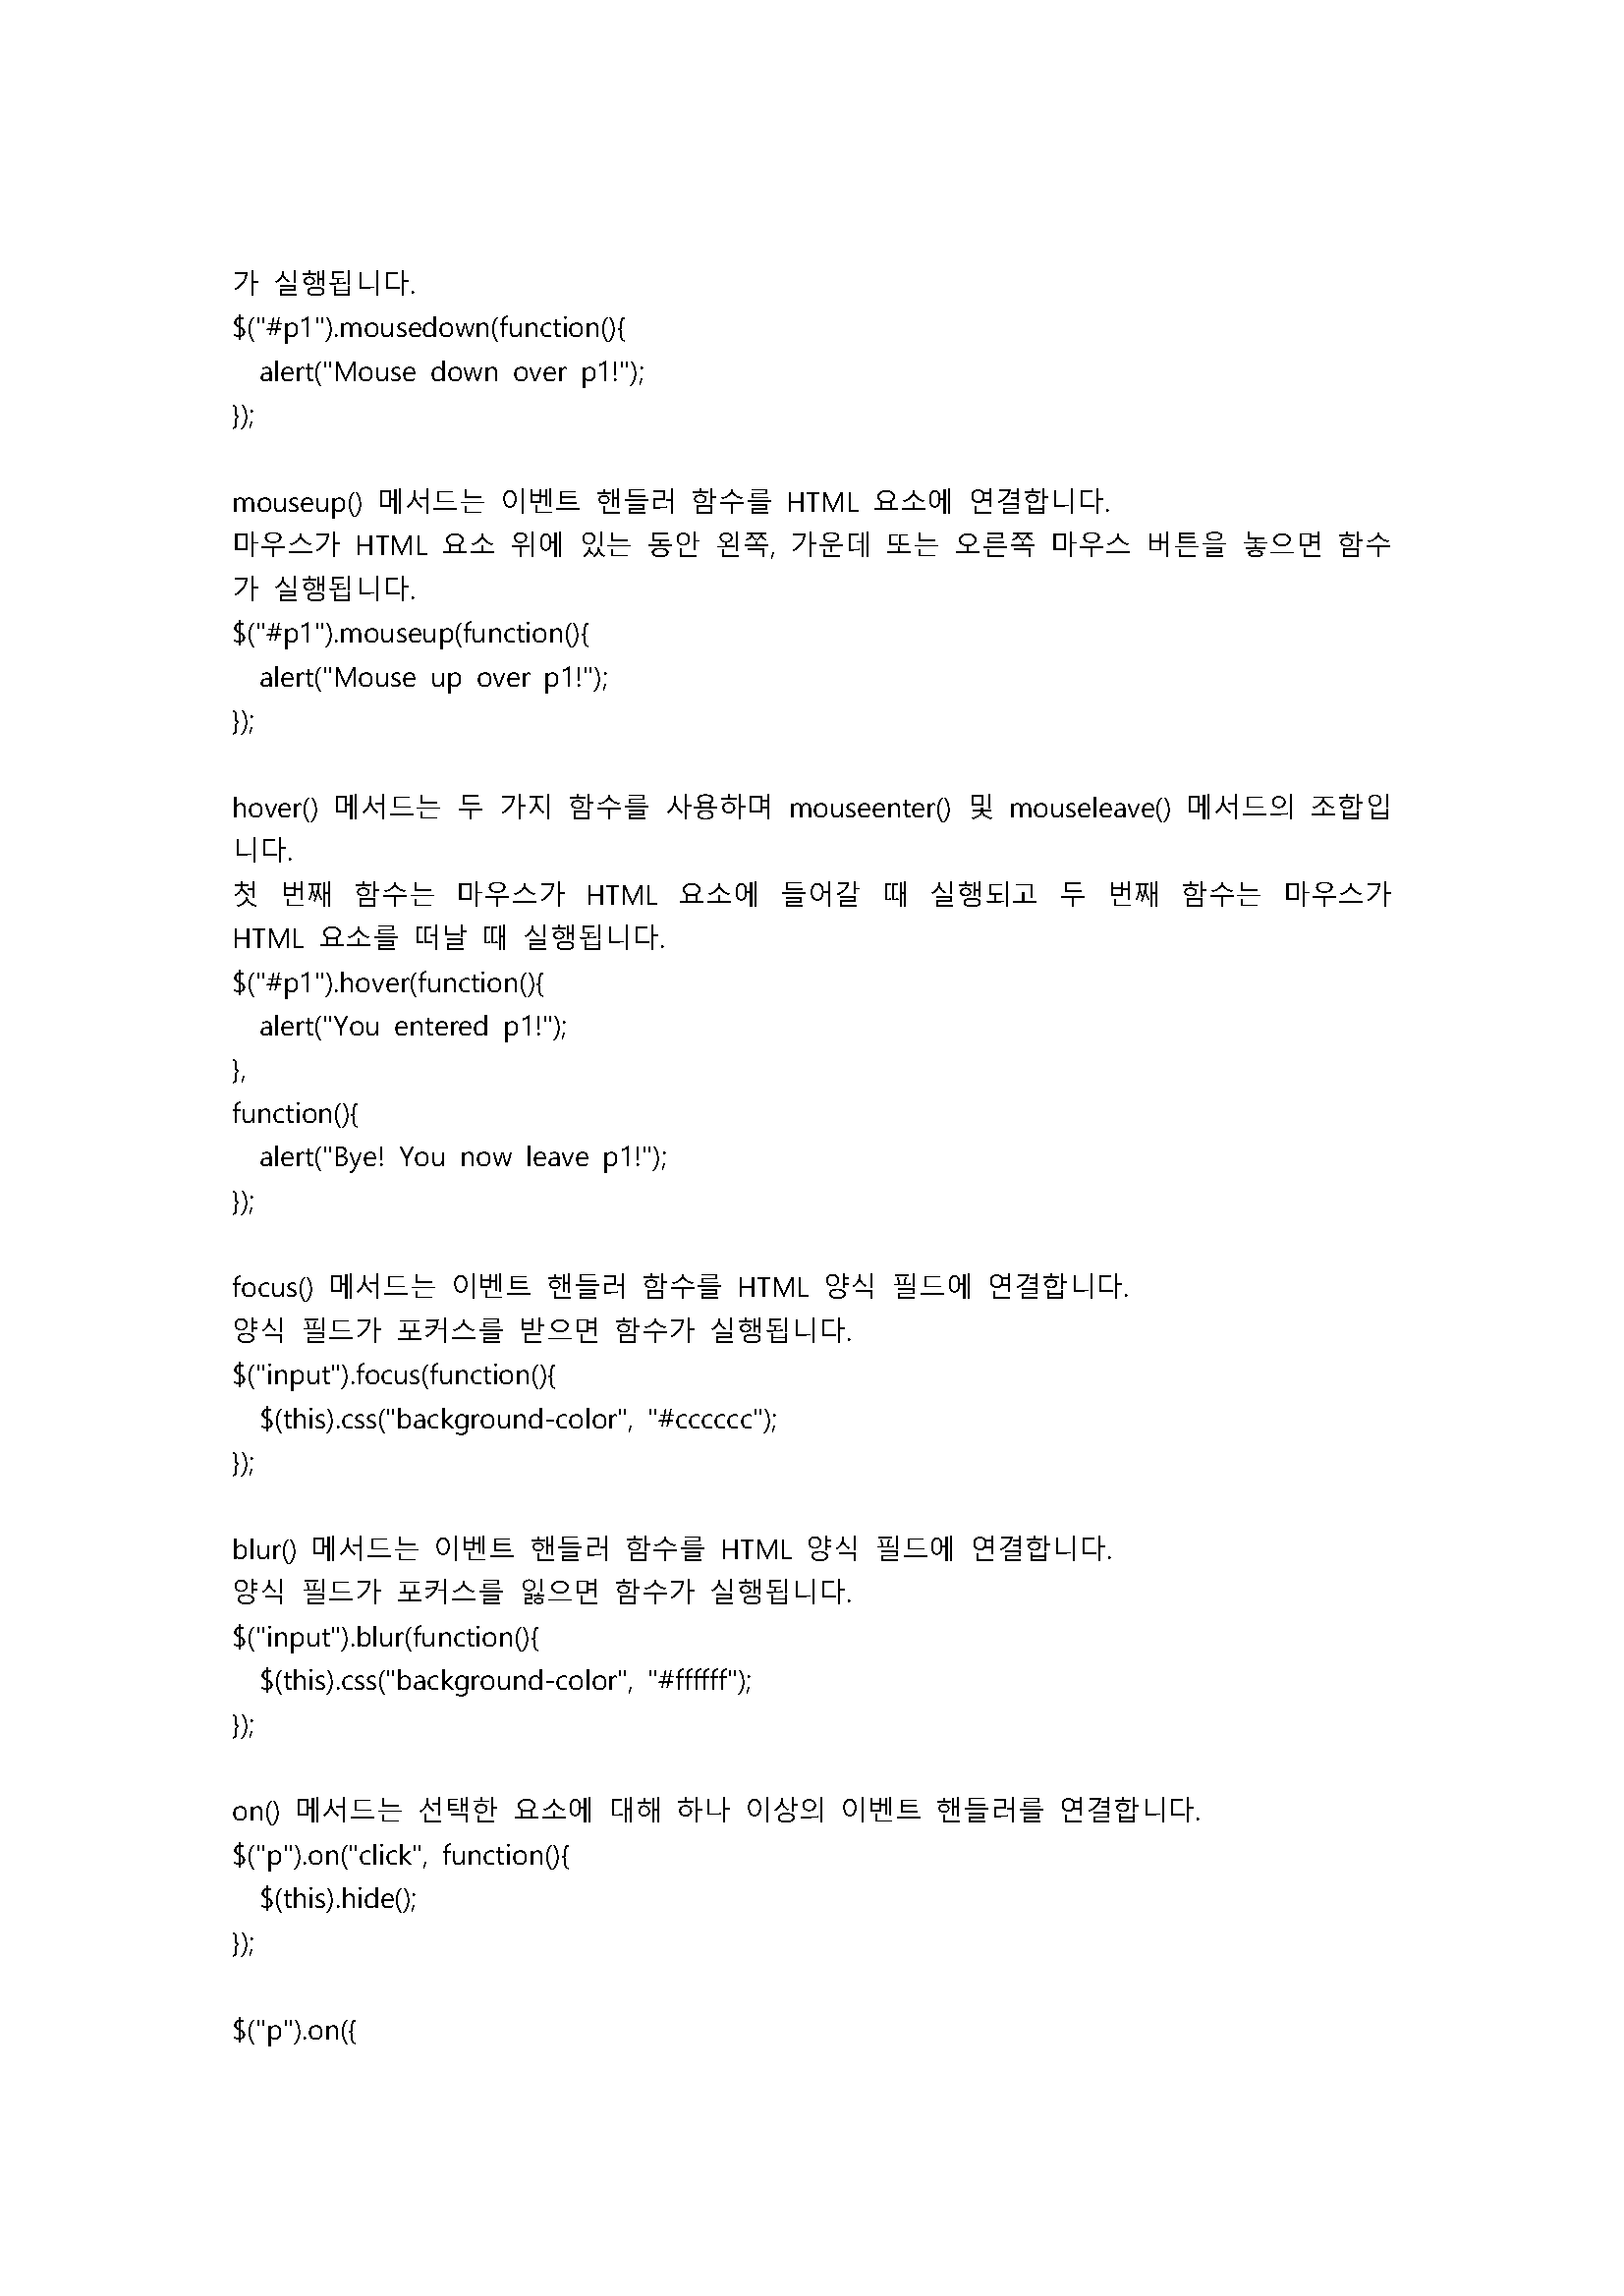 가 실행됩니다.
$("#p1").mousedown(function(){
  alert("Mouse down over p1!");
});

mouseup() 메서드는 이벤트 핸들러 함수를 HTML 요소에 연결합니다.
마우스가 HTML 요소 위에 있는 동안 왼쪽, 가운데 또는 오른쪽 마우스 버튼을 놓으면 함수
가 실행됩니다.
$("#p1").mouseup(function(){
  alert("Mouse up over p1!");
});

hover() 메서드는 두 가지 함수를 사용하며 mouseenter() 및 mouseleave() 메서드의 조합입
니다.
첫 번째 함수는 마우스가 HTML 요소에 들어갈 때 실행되고 두 번째 함수는 마우스가
HTML 요소를 떠날 때 실행됩니다.
$("#p1").hover(function(){
  alert("You entered p1!");
},
function(){
  alert("Bye! You now leave p1!");
});

focus() 메서드는 이벤트 핸들러 함수를 HTML 양식 필드에 연결합니다.
양식 필드가 포커스를 받으면 함수가 실행됩니다.
$("input").focus(function(){
  $(this).css("background-color", "#cccccc");
});

blur() 메서드는 이벤트 핸들러 함수를 HTML 양식 필드에 연결합니다.
양식 필드가 포커스를 잃으면 함수가 실행됩니다.
$("input").blur(function(){
  $(this).css("background-color", "#ffffff");
});

on() 메서드는 선택한 요소에 대해 하나 이상의 이벤트 핸들러를 연결합니다.
$("p").on("click", function(){
  $(this).hide();
});

$("p").on({